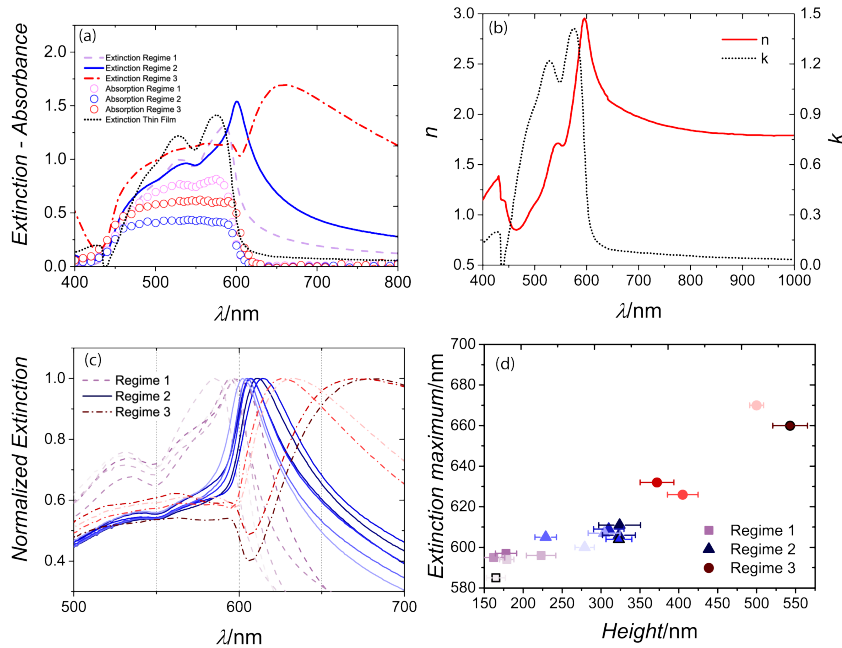 (a)
Extinction Regime 1
Extinction Regime 2
Extinction Regime 3
Absorption Regime 1
Absorption Regime 2
Absorption Regime 3
Extinction Thin Film
Extinction - Absorbance
2.0
1.5
1.0
0.5
0.0
400 500 600 700 800
λ/nm
(b)
n
k
n
3.0
2.5
2.0
1.5
1.0
0.5
k
1.5
1.2
0.9
0.6
0.3
0.0
400 500 600 700 800 900 1000
λ/nm
(c)
Regime 1
Regime 2
Regime 3
Normalized Extinction
1.0
0.8
0.6
0.4
500 600 700
λ/nm
(d)
Regime 1
Regime 2
Regime 3
Extinction maximum/nm
700
680
660
640
620
600
580
150 200 250 300 350 400 450 500 550
Height/nm